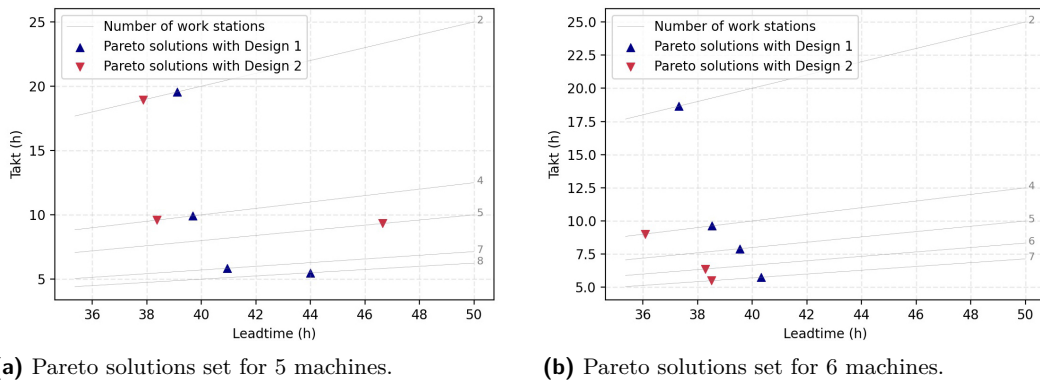 25
20
15
10
5
Takt (h)
Number of work stations
Pareto solutions with Design 1
Pareto solutions with Design 2
2
4
5
7
8
36 38 40 42 44 46 48 50
Leadtime (h)
a) Pareto solutions set for 5 machines.
25.0
22.5
20.0
17.5
15.0
12.5
10.0
7.5
5.0
Takt (h)
Number of work stations
Pareto solutions with Design 1
Pareto solutions with Design 2
2
4
5
6
7
36 38 40 42 44 46 48 50
Leadtime (h)
(b) Pareto solutions set for 6 machines.